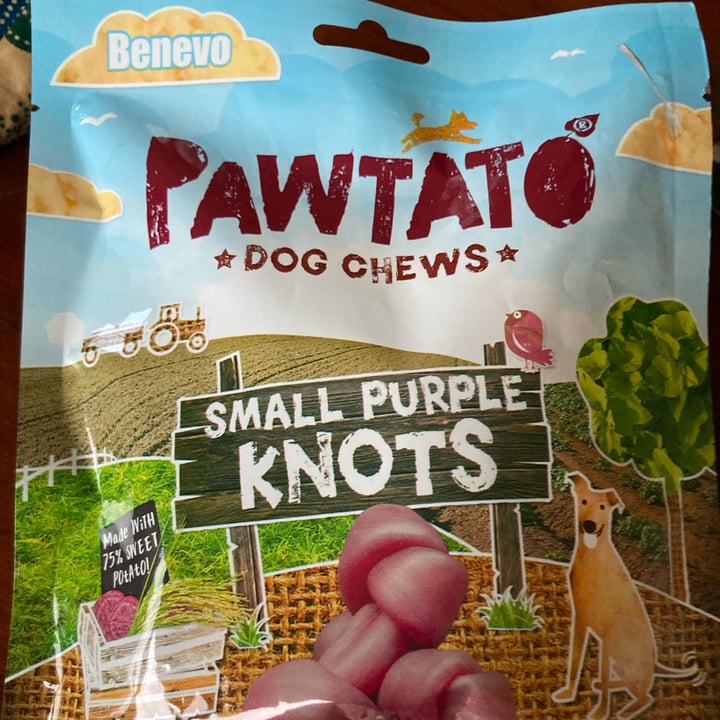 Benevo
PAWTATO
®
DOG CHEWS
SMALL PURPLE
KNOTS
Made With
75% SWEET
Potato!